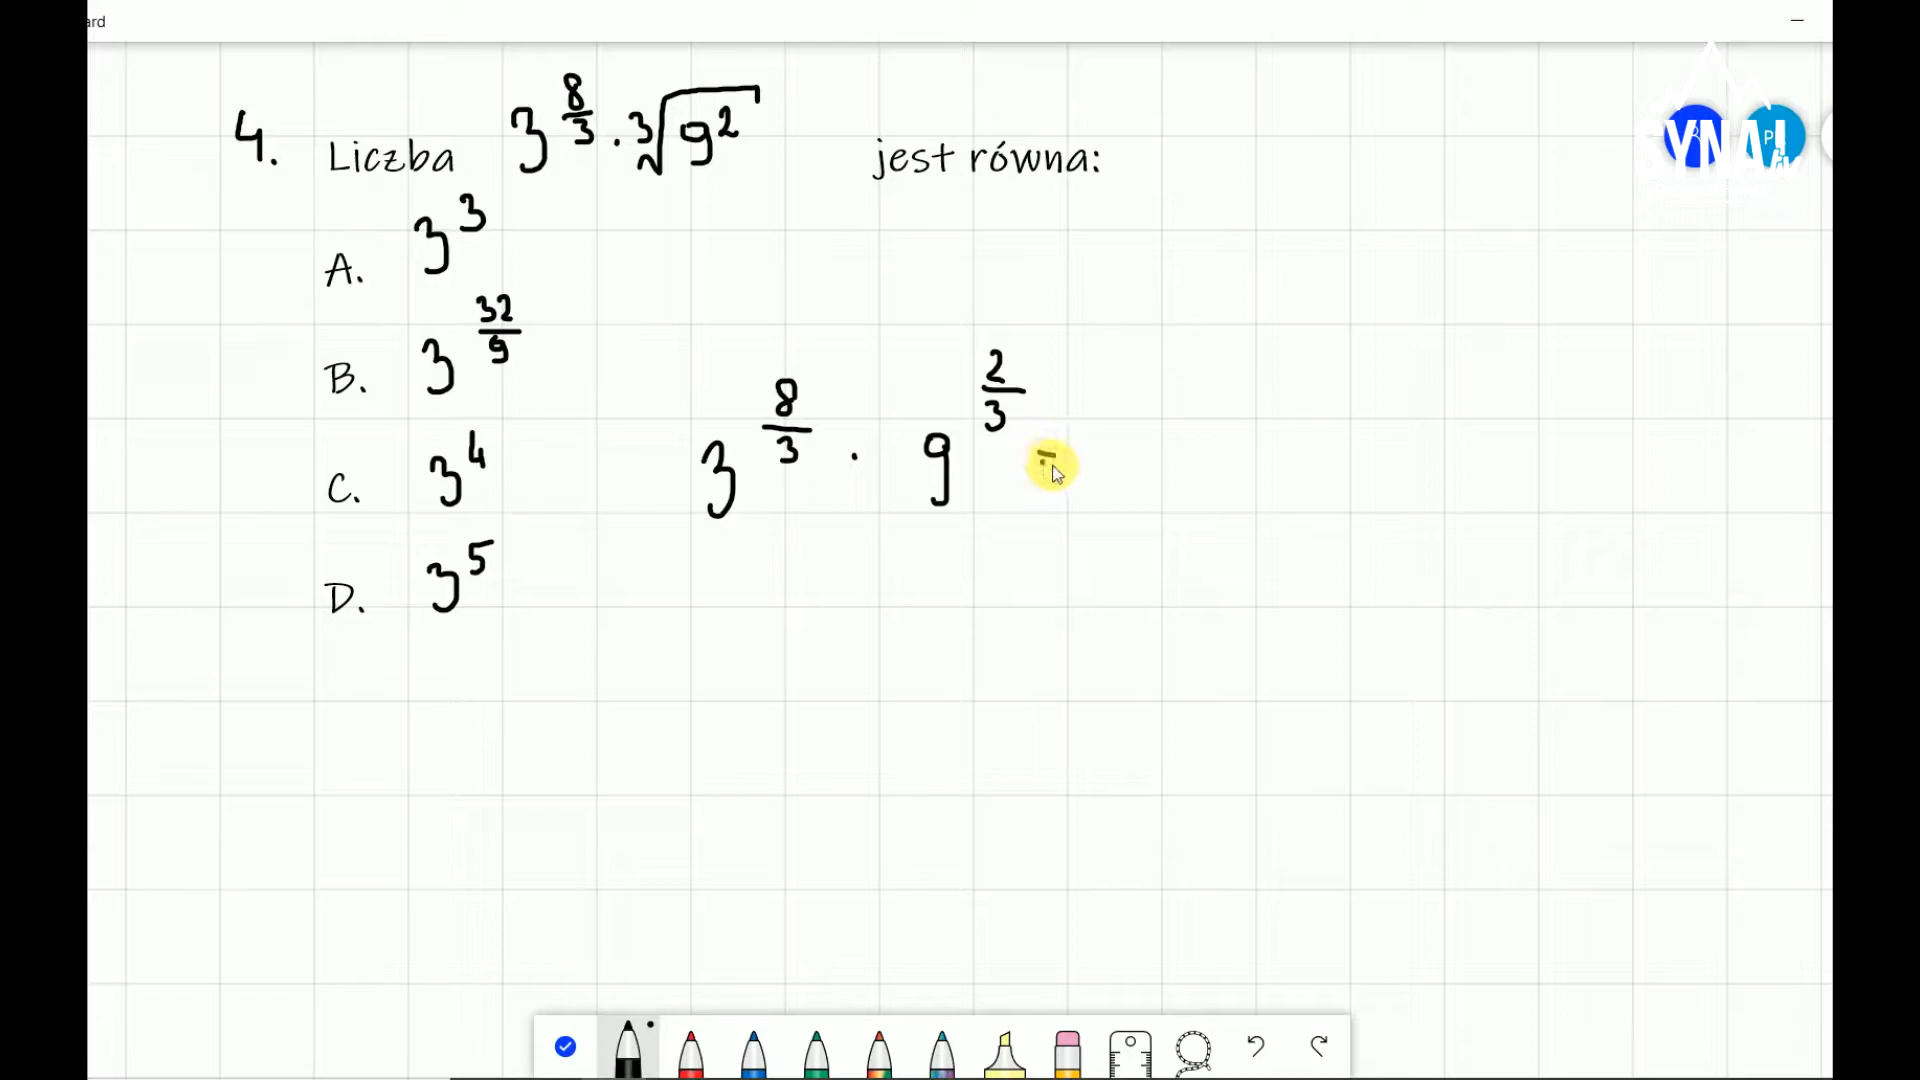 ard
4. Liczba 3^{8/3} · ∛(9²) jest równa:
A. 3³
B. 3^{32/9}
C. 3⁴
D. 3⁵
3^{8/3} · 9^{2/3} =
SYNAJ